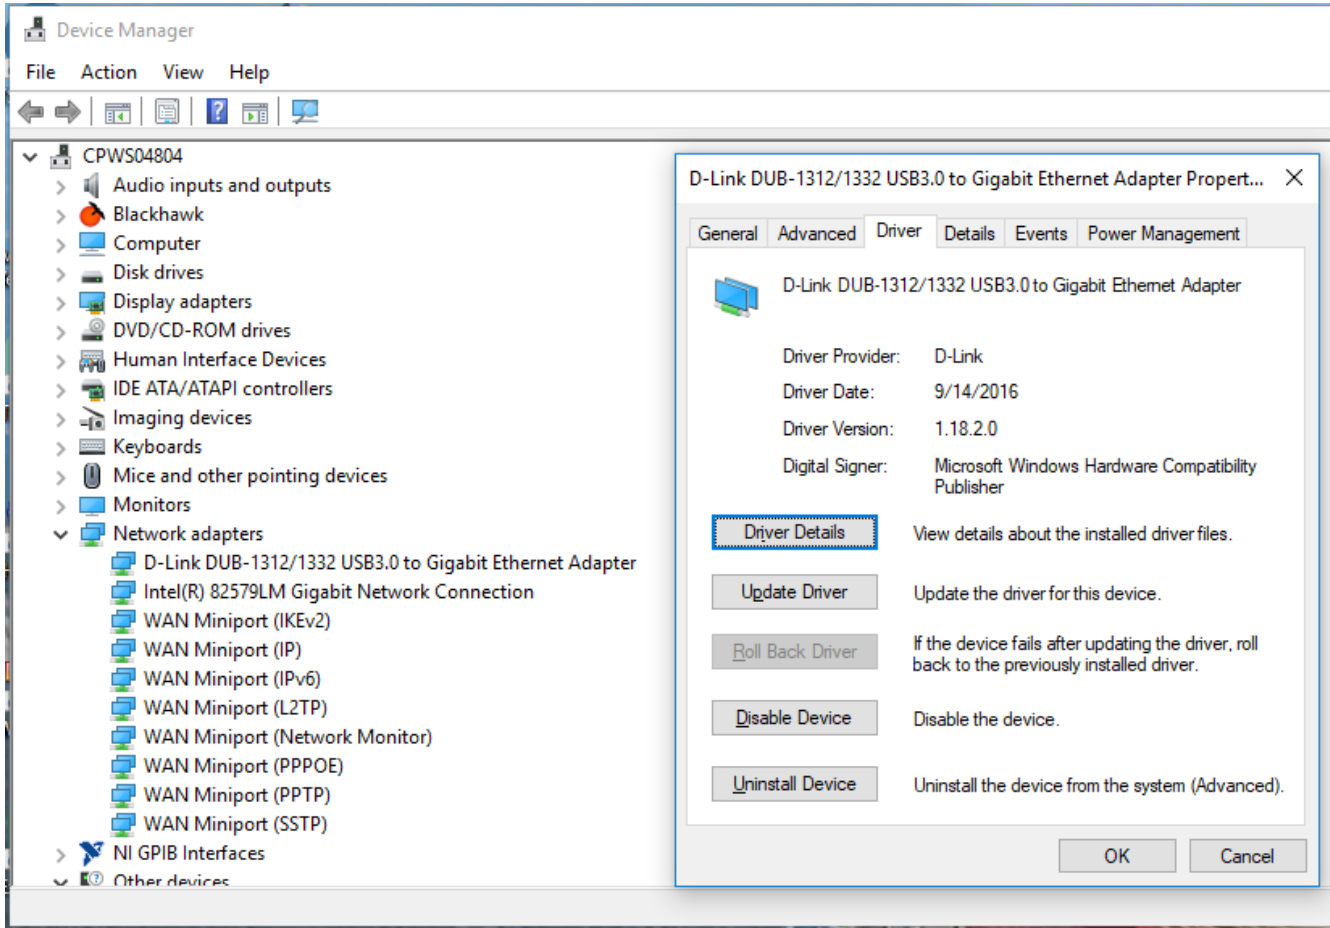 Device Manager
File Action View Help
CPWS04804
Audio inputs and outputs
Blackhawk
Computer
Disk drives
Display adapters
DVD/CD-ROM drives
Human Interface Devices
IDE ATA/ATAPI controllers
Imaging devices
Keyboards
Mice and other pointing devices
Monitors
Network adapters
D-Link DUB-1312/1332 USB3.0 to Gigabit Ethernet Adapter
Intel(R) 82579LM Gigabit Network Connection
WAN Miniport (IKEv2)
WAN Miniport (IP)
WAN Miniport (IPv6)
WAN Miniport (L2TP)
WAN Miniport (Network Monitor)
WAN Miniport (PPPOE)
WAN Miniport (PPTP)
WAN Miniport (SSTP)
NI GPIB Interfaces
Other devices
D-Link DUB-1312/1332 USB3.0 to Gigabit Ethernet Adapter Propert...
General Advanced Driver Details Events Power Management
D-Link DUB-1312/1332 USB3.0 to Gigabit Ethernet Adapter
Driver Provider: D-Link
Driver Date: 9/14/2016
Driver Version: 1.18.2.0
Digital Signer: Microsoft Windows Hardware Compatibility
Publisher
Driver Details View details about the installed driver files.
Update Driver Update the driver for this device.
Roll Back Driver If the device fails after updating the driver, roll
back to the previously installed driver.
Disable Device Disable the device.
Uninstall Device Uninstall the device from the system (Advanced).
OK Cancel